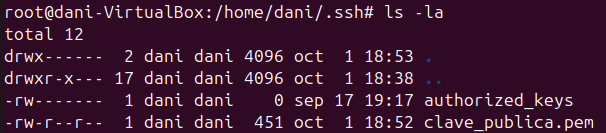 root@dani-VirtualBox:/home/dani/.ssh# ls -la
total 12
drwx------  2 dani dani 4096 oct  1 18:53 .
drwxr-x--- 17 dani dani 4096 oct  1 18:38 ..
-rw-------  1 dani dani    0 sep 17 19:17 authorized_keys
-rw-r--r--  1 dani dani  451 oct  1 18:52 clave_publica.pem